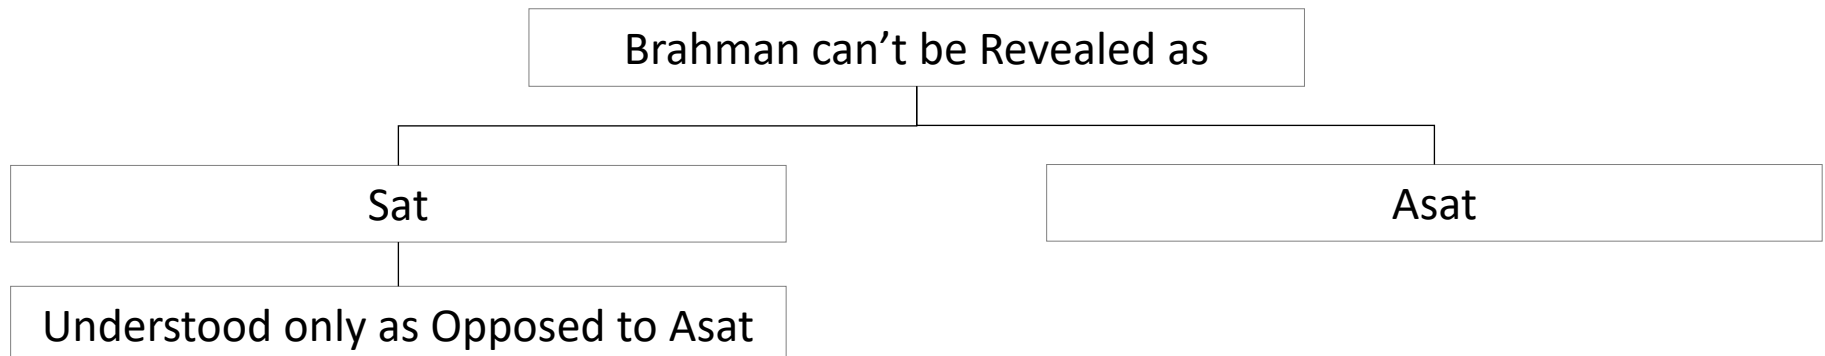 Brahman can’t be Revealed as
Sat
Asat
Understood only as Opposed to Asat